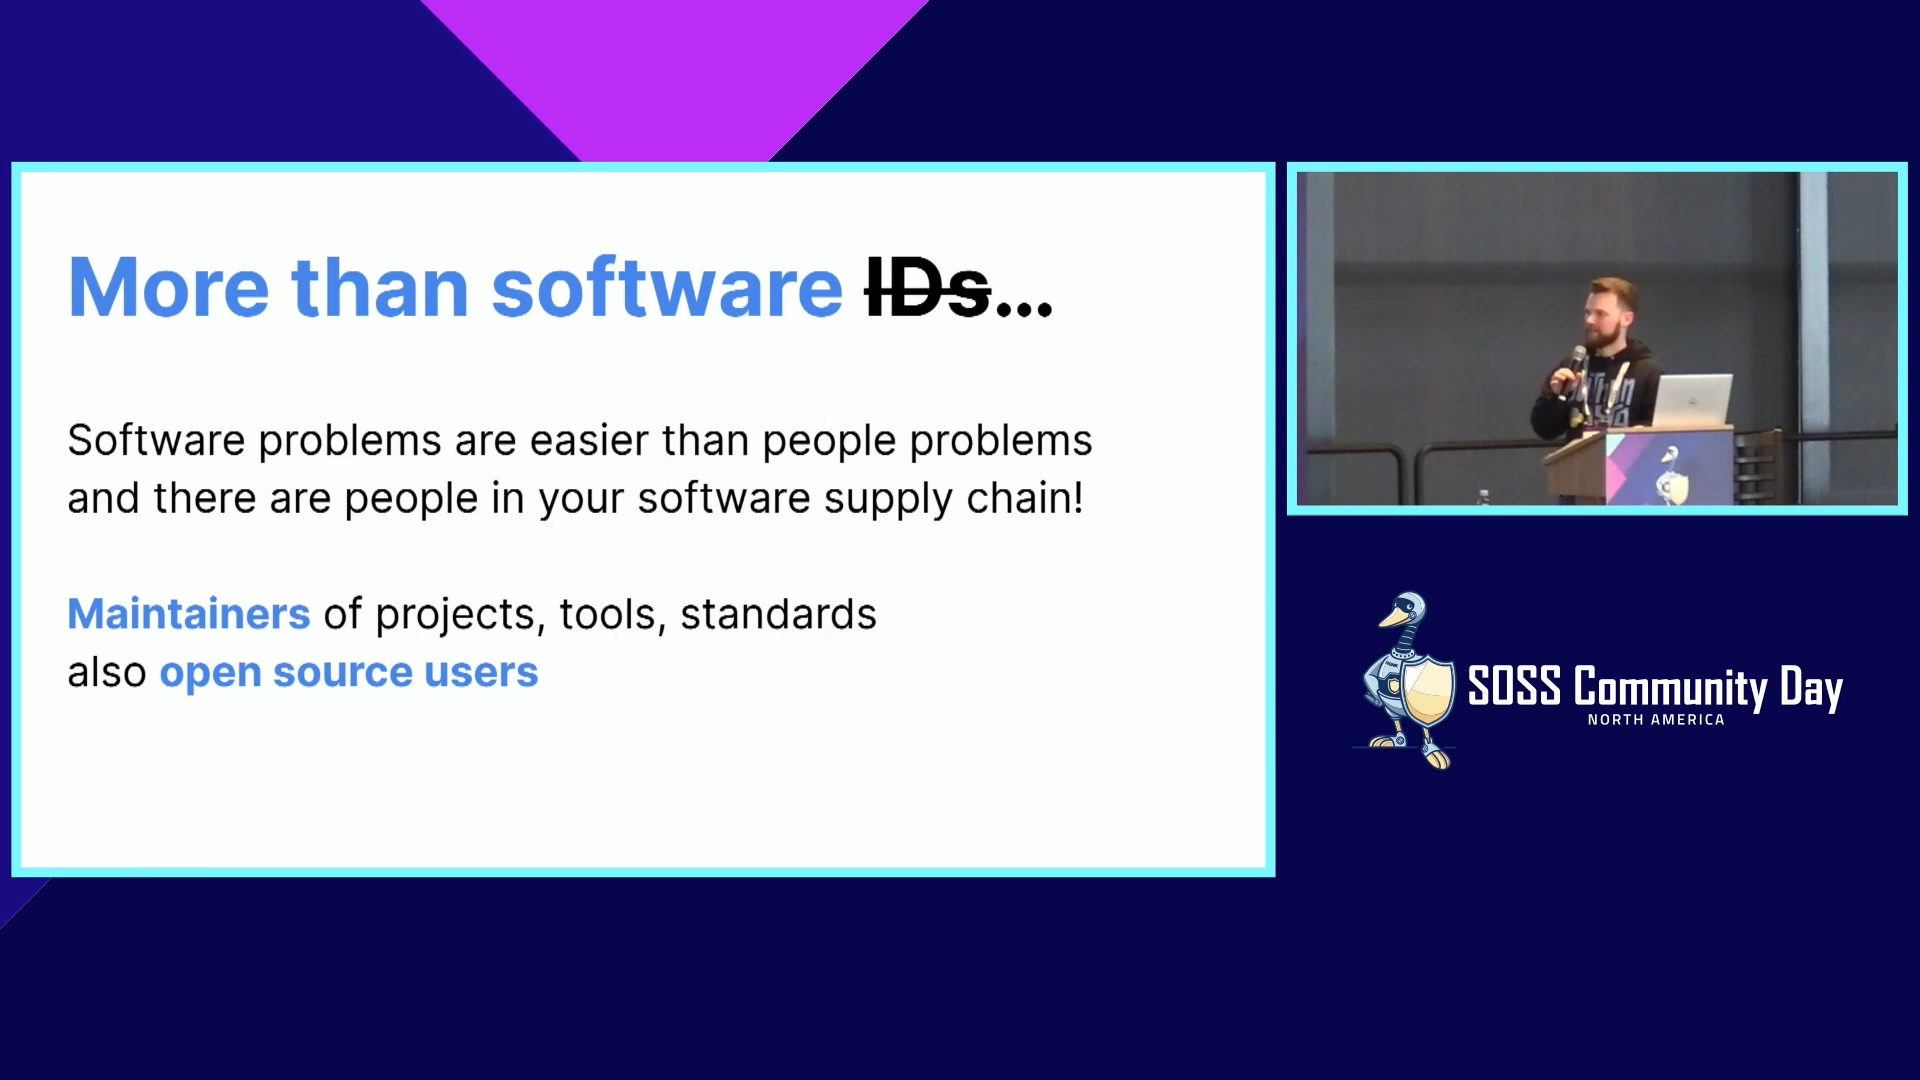 More than software IDs...
Software problems are easier than people problems
and there are people in your software supply chain!
Maintainers of projects, tools, standards
also open source users
SOSS Community Day
NORTH AMERICA